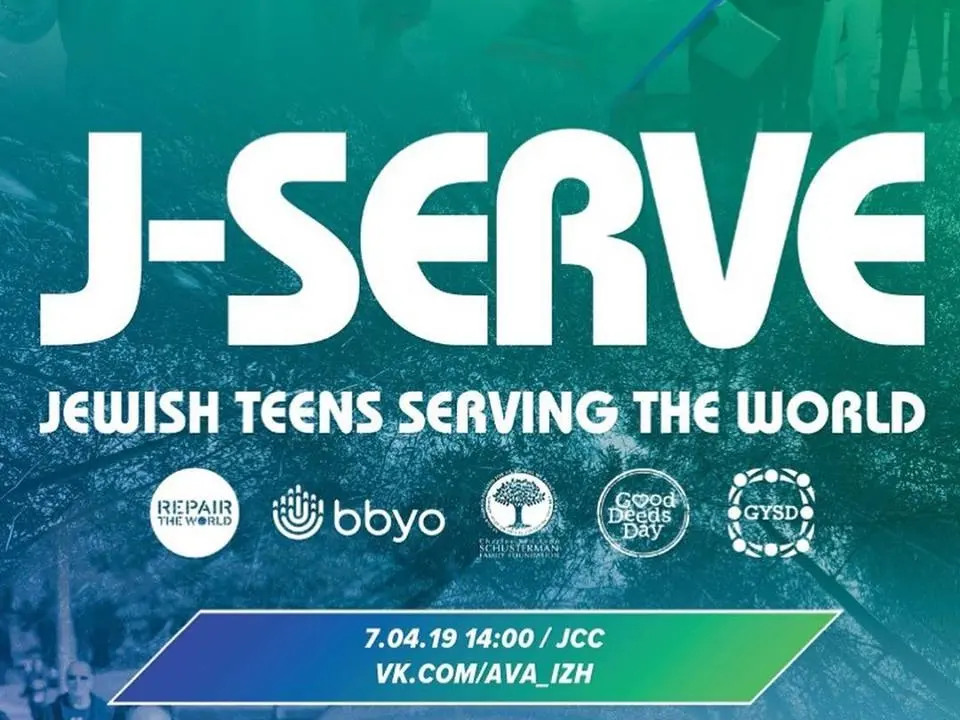 J-SERVE
JEWISH TEENS SERVING THE WORLD
REPAIR
THE WORLD
bbyo
SCHUSTERMAN
FAMILY FOUNDATION
Good
Deeds
Day
GYSD
7.04.19 14:00 / JCC
VK.COM/AVA_IZH